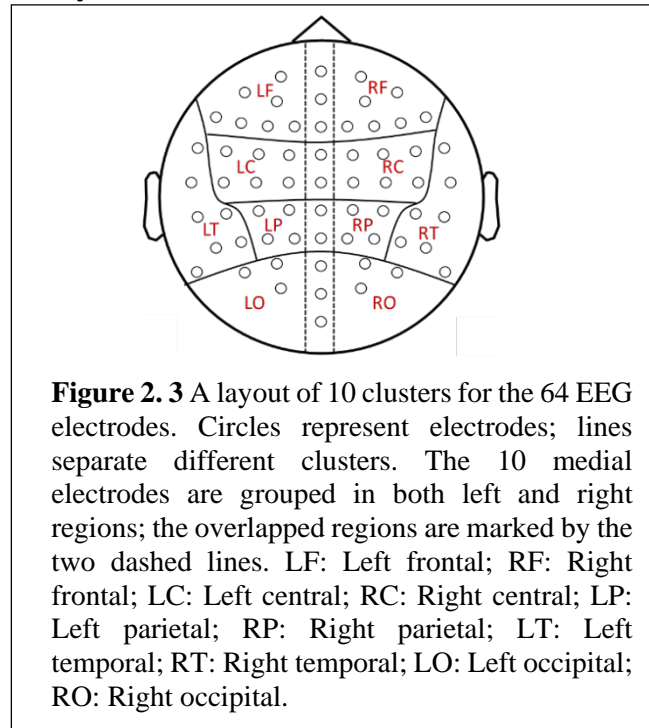 LF RF
LC RC
LT LP RP RT
LO RO
Figure 2. 3 A layout of 10 clusters for the 64 EEG
electrodes. Circles represent electrodes; lines
separate different clusters. The 10 medial
electrodes are grouped in both left and right
regions; the overlapped regions are marked by the
two dashed lines. LF: Left frontal; RF: Right
frontal; LC: Left central; RC: Right central; LP:
Left parietal; RP: Right parietal; LT: Left
temporal; RT: Right temporal; LO: Left occipital;
RO: Right occipital.